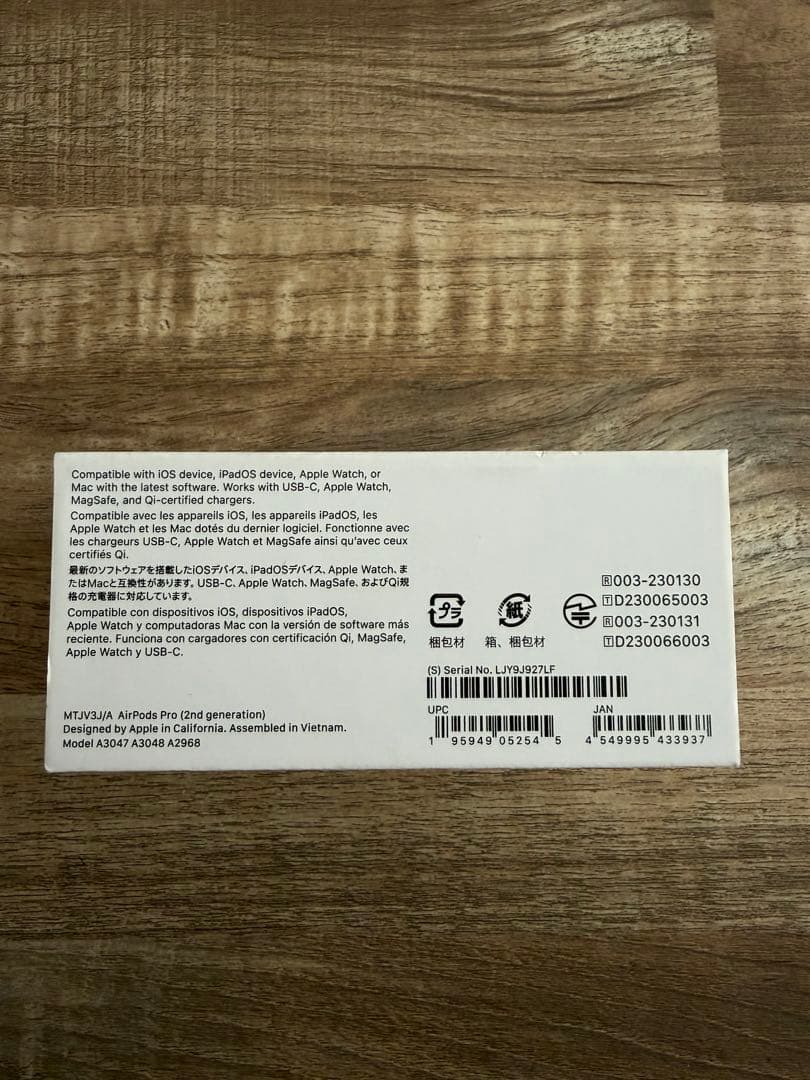 Compatible with iOS device, iPadOS device, Apple Watch, or
Mac with the latest software. Works with USB-C, Apple Watch,
MagSafe, and Qi-certified chargers.
Compatible avec les appareils iOS, les appareils iPadOS, les
Apple Watch et les Mac dotés du dernier logiciel. Fonctionne avec
les chargeurs USB-C, Apple Watch et MagSafe ainsi qu'avec ceux
certifiés Qi.
最新のソフトウェアを搭載したiOSデバイス、iPadOSデバイス、Apple Watch、ま
たはMacと互換性があります。USB-C、Apple Watch、MagSafe、およびQi規
格の充電器に対応しています。
Compatible con dispositivos iOS, dispositivos iPadOS,
Apple Watch y computadoras Mac con la versión de software más
reciente. Funciona con cargadores con certificación Qi, MagSafe,
Apple Watch y USB-C.
MTJV3J/A AirPods Pro (2nd generation)
Designed by Apple in California. Assembled in Vietnam.
Model A3047 A3048 A2968
プラ
梱包材
紙
箱、梱包材
R 003-230130
T D230065003
R 003-230131
T D230066003
(S) Serial No. LJY9J927LF
UPC
1 95949 05254 5
JAN
4 549995 433937